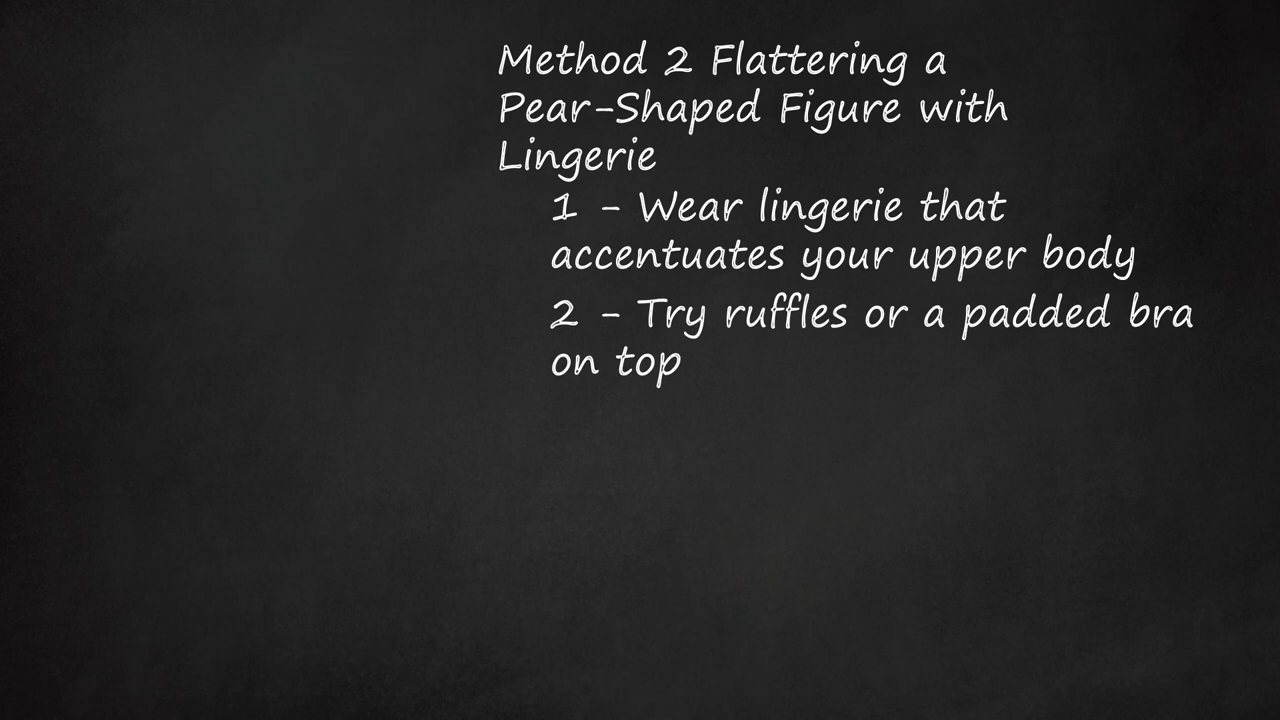 Method 2 Flattering a
Pear-Shaped Figure with
Lingerie
1 - Wear lingerie that
accentuates your upper body
2 - Try ruffles or a padded bra
on top